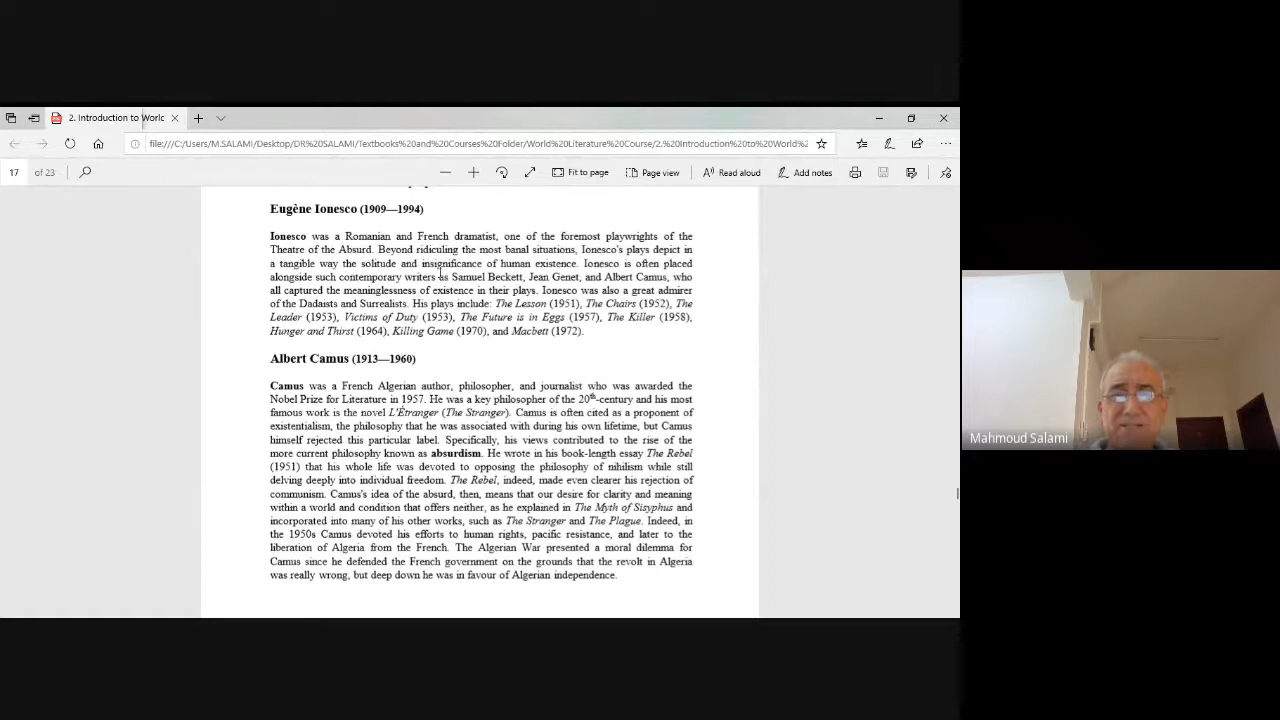 2. Introduction to World
file:///C:/Users/M.SALAMI/Desktop/DR%20SALAMI/Textbooks%20and%20Courses%20Folder/World%20Literature%20Course/2.%20Introduction%20to%20World%2
17 of 23 Fit to page Page view Read aloud Add notes
Eugène Ionesco (1909—1994)
Ionesco was a Romanian and French dramatist, one of the foremost playwrights of the
Theatre of the Absurd. Beyond ridiculing the most banal situations, Ionesco's plays depict in
a tangible way the solitude and insignificance of human existence. Ionesco is often placed
alongside such contemporary writers as Samuel Beckett, Jean Genet, and Albert Camus, who
all captured the meaninglessness of existence in their plays. Ionesco was also a great admirer
of the Dadaists and Surrealists. His plays include: The Lesson (1951), The Chairs (1952), The
Leader (1953), Victims of Duty (1953), The Future is in Eggs (1957), The Killer (1958),
Hunger and Thirst (1964), Killing Game (1970), and Macbett (1972).
Albert Camus (1913—1960)
Camus was a French Algerian author, philosopher, and journalist who was awarded the
Nobel Prize for Literature in 1957. He was a key philosopher of the 20th-century and his most
famous work is the novel L'Étranger (The Stranger). Camus is often cited as a proponent of
existentialism, the philosophy that he was associated with during his own lifetime, but Camus
himself rejected this particular label. Specifically, his views contributed to the rise of the
more current philosophy known as absurdism. He wrote in his book-length essay The Rebel
(1951) that his whole life was devoted to opposing the philosophy of nihilism while still
delving deeply into individual freedom. The Rebel, indeed, made even clearer his rejection of
communism. Camus's idea of the absurd, then, means that our desire for clarity and meaning
within a world and condition that offers neither, as he explained in The Myth of Sisyphus and
incorporated into many of his other works, such as The Stranger and The Plague. Indeed, in
the 1950s Camus devoted his efforts to human rights, pacific resistance, and later to the
liberation of Algeria from the French. The Algerian War presented a moral dilemma for
Camus since he defended the French government on the grounds that the revolt in Algeria
was really wrong, but deep down he was in favour of Algerian independence.
Mahmoud Salami